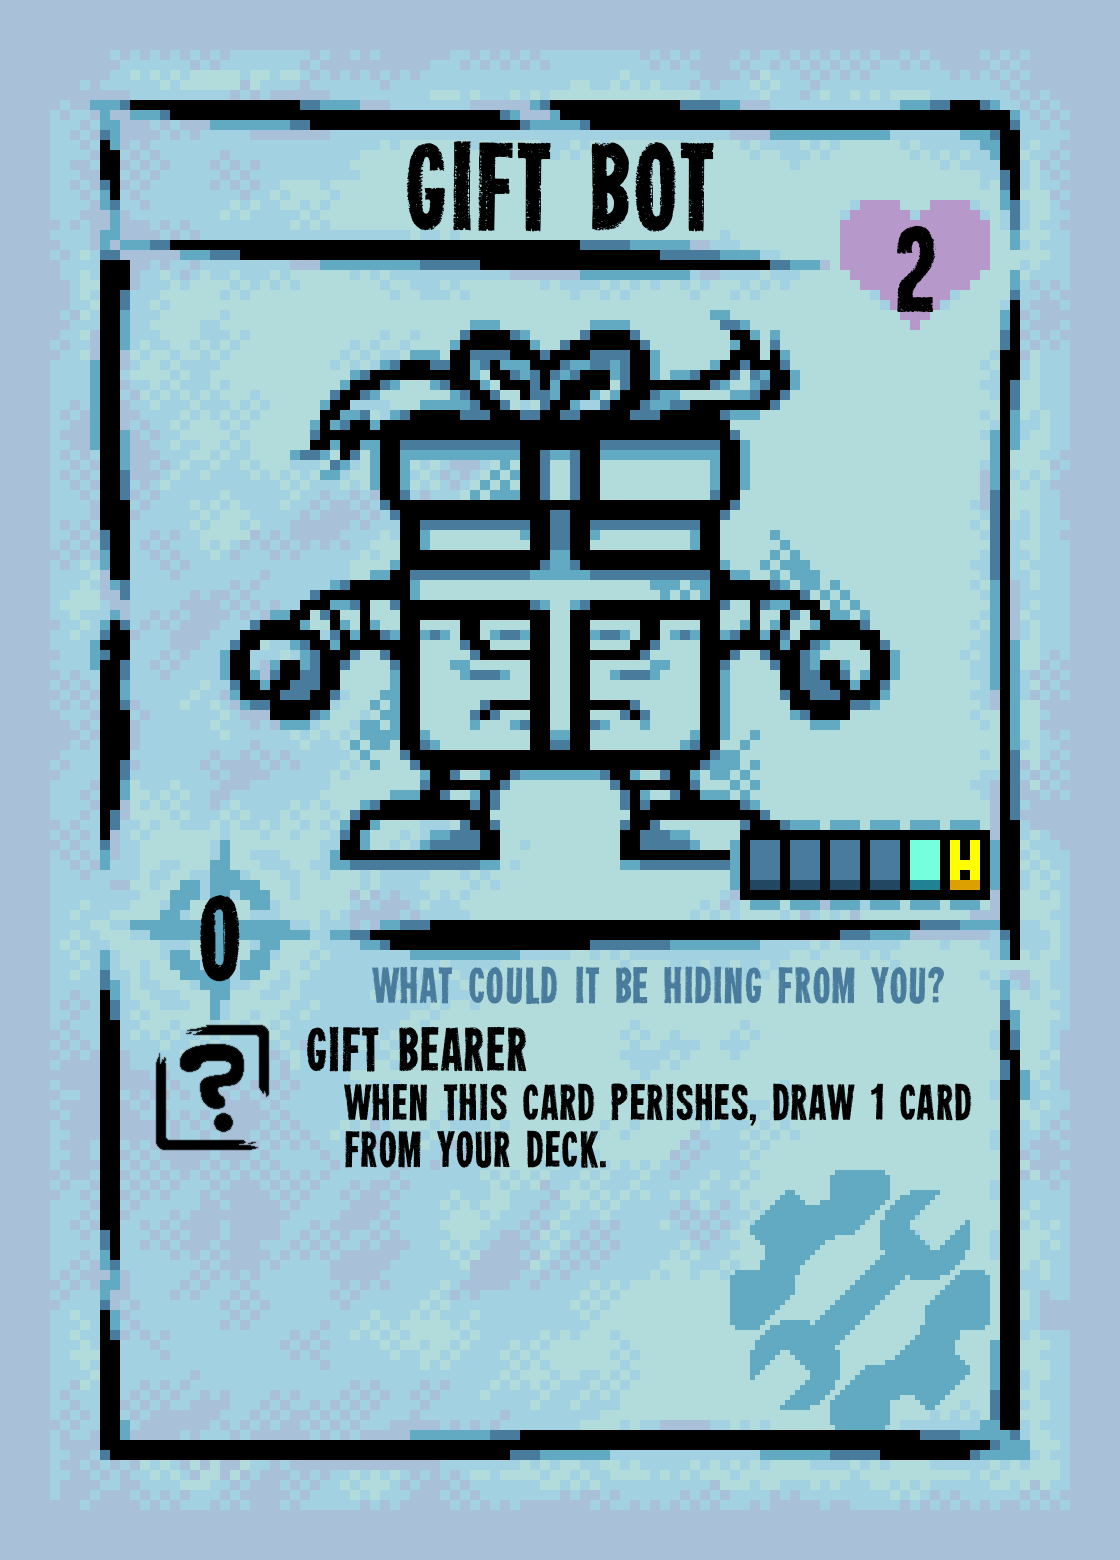 GIFT BOT
2
0
WHAT COULD IT BE HIDING FROM YOU?
?
GIFT BEARER
WHEN THIS CARD PERISHES, DRAW 1 CARD
FROM YOUR DECK.